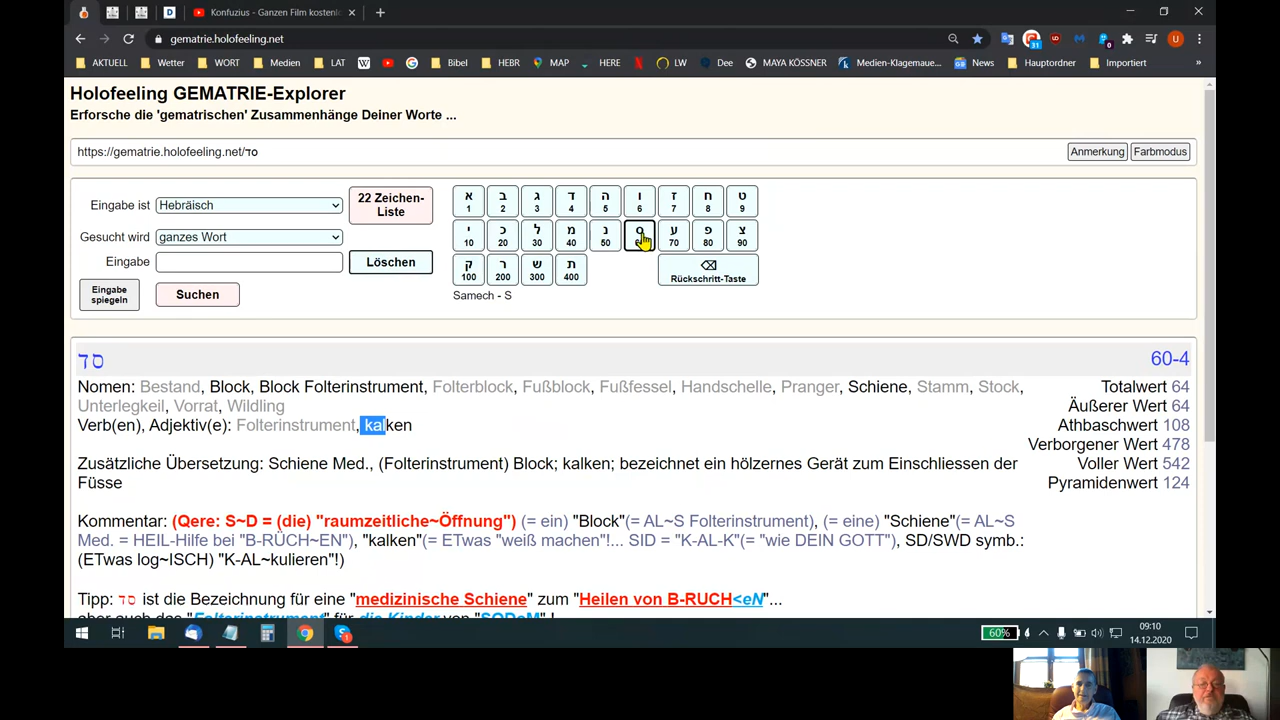 Konfuzius - Ganzen Film kostenl
gematrie.holofeeling.net
AKTUELL Wetter WORT Medien LAT Bibel HEBR MAP HERE LW Dee MAYA KÖSSNER Medien-Klagemaue... News Hauptordner Importiert »
Holofeeling GEMATRIE-Explorer
Erforsche die 'gematrischen' Zusammenhänge Deiner Worte ...
https://gematrie.holofeeling.net/סד
Anmerkung Farbmodus
Eingabe ist Hebräisch
22 Zeichen-
Liste
Gesucht wird ganzes Wort
Eingabe
Löschen
Eingabe
spiegeln
Suchen
א ב ג ד ה ו ז ח ט
1 2 3 4 5 6 7 8 9
י כ ל מ נ ס ע פ צ
10 20 30 40 50 70 80 90
ק ר ש ת
100 200 300 400
Rückschritt-Taste
Samech - S
סד 60-4
Nomen: Bestand, Block, Block Folterinstrument, Folterblock, Fußblock, Fußfessel, Handschelle, Pranger, Schiene, Stamm, Stock,
Unterlegkeil, Vorrat, Wildling
Verb(en), Adjektiv(e): Folterinstrument, kalken
Totalwert 64
Äußerer Wert 64
Athbaschwert 108
Verborgener Wert 478
Voller Wert 542
Pyramidenwert 124
Zusätzliche Übersetzung: Schiene Med., (Folterinstrument) Block; kalken; bezeichnet ein hölzernes Gerät zum Einschliessen der
Füsse
Kommentar: (Qere: S~D = (die) "raumzeitliche~Öffnung") (= ein) "Block"(= AL~S Folterinstrument), (= eine) "Schiene"(= AL~S
Med. = HEIL-Hilfe bei "B-RÜCH~EN"), "kalken"(= ETwas "weiß machen"!... SID = "K-AL-K"(= "wie DEIN GOTT"), SD/SWD symb.:
(ETwas log~ISCH) "K-AL~kulieren"!)
Tipp: סד ist die Bezeichnung für eine "medizinische Schiene" zum "Heilen von B-RUCH<eN"...
aber auch das "Folterinstrument" für die Kinder von "SODoM" !
60%
09:10
14.12.2020